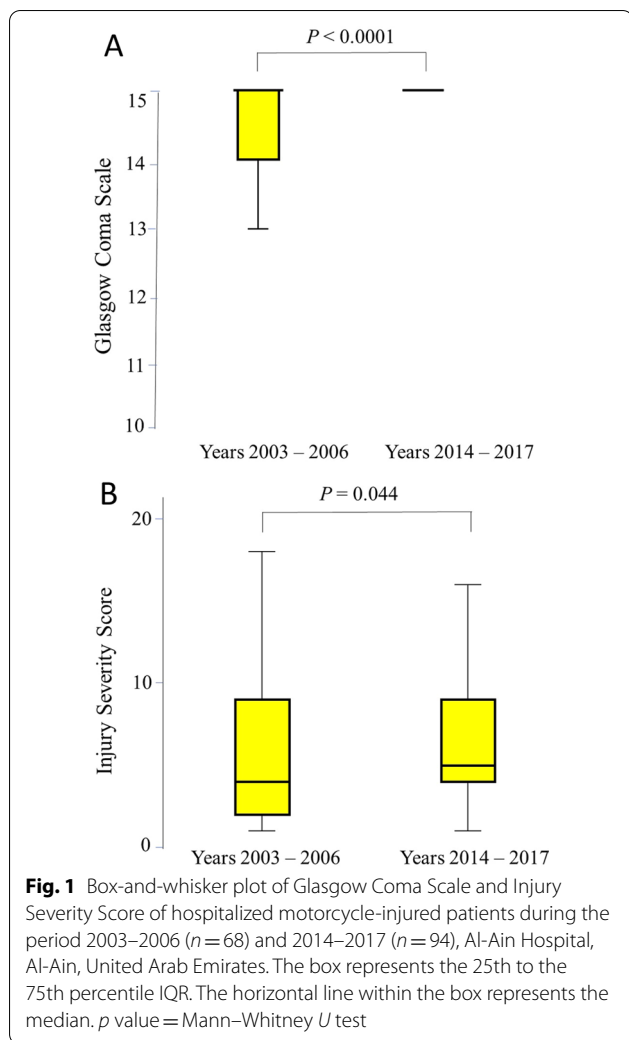 A
P < 0.0001
15
14
13
12
11
10
Glasgow Coma Scale
Years 2003 – 2006
Years 2014 – 2017
B
P = 0.044
20
10
0
Injury Severity Score
Years 2003 – 2006
Years 2014 – 2017
Fig. 1 Box-and-whisker plot of Glasgow Coma Scale and Injury
Severity Score of hospitalized motorcycle-injured patients during the
period 2003–2006 (n = 68) and 2014–2017 (n = 94), Al-Ain Hospital,
Al-Ain, United Arab Emirates. The box represents the 25th to the
75th percentile IQR. The horizontal line within the box represents the
median. p value = Mann–Whitney U test